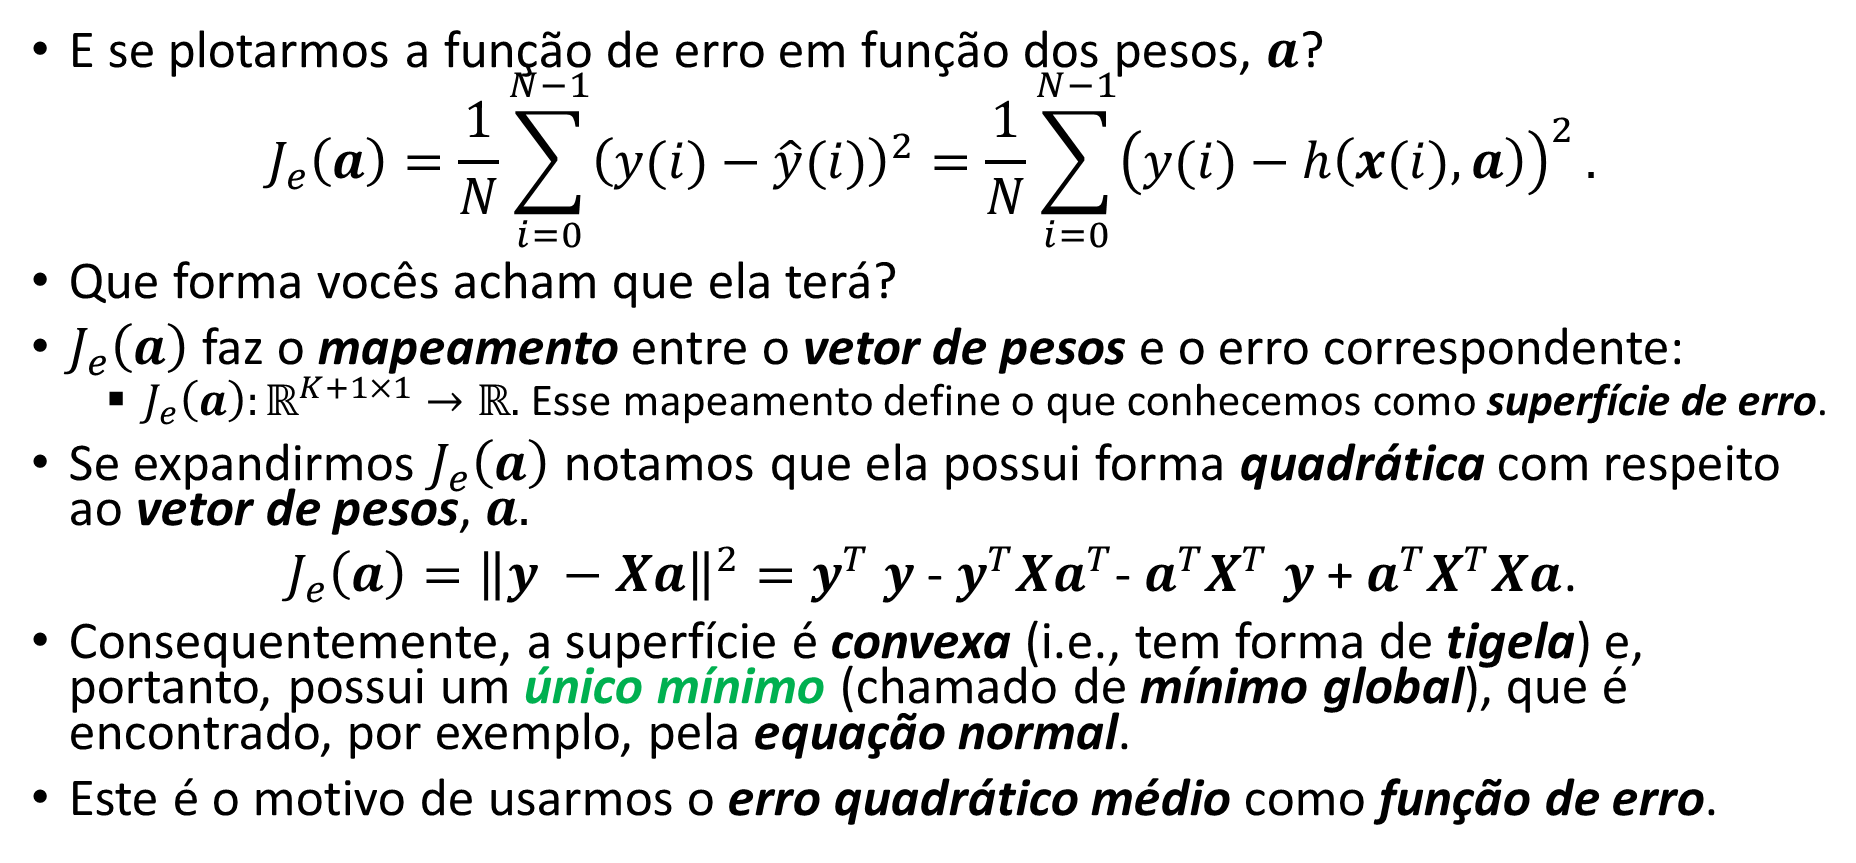 • E se plotarmos a função de erro em função dos pesos, a?
J_e(a) = 1/N ∑_{i=0}^{N−1} (y(i) − ŷ(i))² = 1/N ∑_{i=0}^{N−1} (y(i) − h(x(i), a))² .
• Que forma vocês acham que ela terá?
• J_e(a) faz o mapeamento entre o vetor de pesos e o erro correspondente:
▪ J_e(a): ℝ^{K+1×1} → ℝ. Esse mapeamento define o que conhecemos como superfície de erro.
• Se expandirmos J_e(a) notamos que ela possui forma quadrática com respeito
ao vetor de pesos, a.
J_e(a) = ‖y − Xa‖² = y^T y - y^T Xa^T - a^T X^T y + a^T X^T Xa.
• Consequentemente, a superfície é convexa (i.e., tem forma de tigela) e,
portanto, possui um único mínimo (chamado de mínimo global), que é
encontrado, por exemplo, pela equação normal.
• Este é o motivo de usarmos o erro quadrático médio como função de erro.